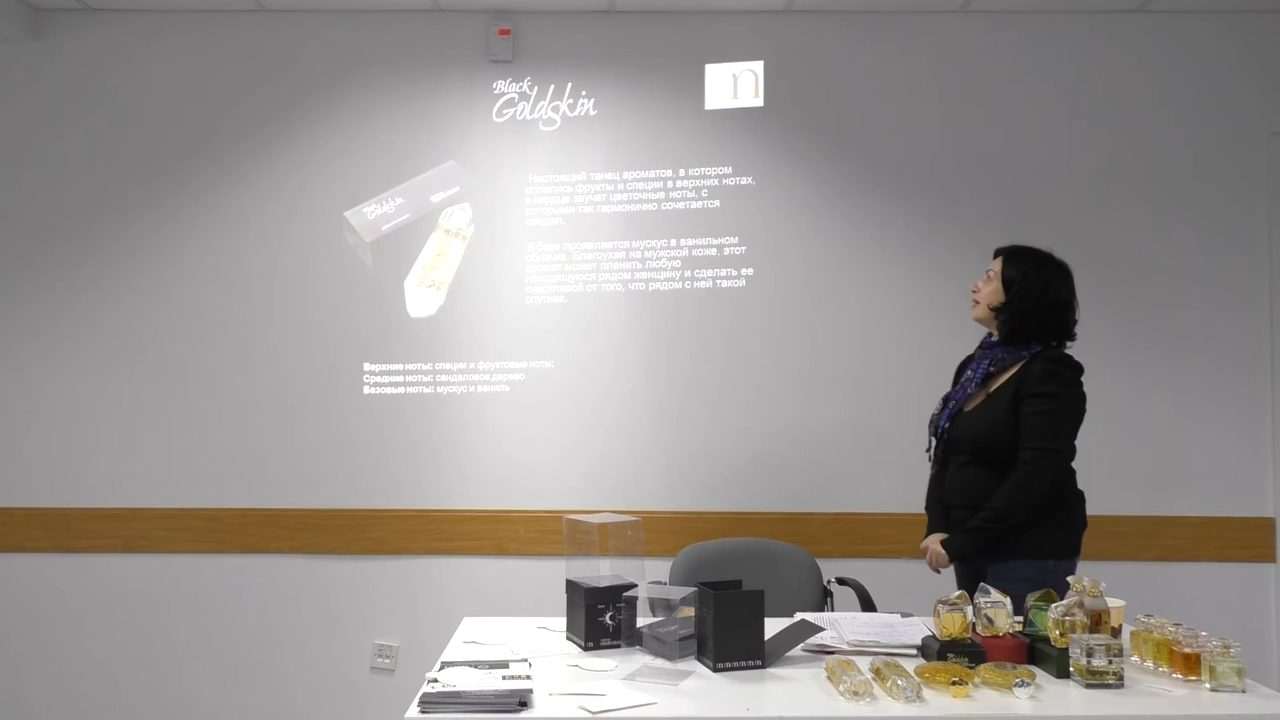 Black
Goldskin
n
Goldskin
Настоящий танец ароматов, в котором
сплелись фрукты и специи в верхних нотах,
в сердце звучат цветочные ноты, с
которыми так гармонично сочетается
сандал.
В базе проявляется мускус в ванильном
облачке. Благоухая на мужской коже, этот
аромат может пленить любую
находящуюся рядом женщину и сделать ее
счастливой от того, что рядом с ней такой
спутник.
Верхние ноты: специи и фруктовые ноты;
Средние ноты: сандаловое дерево
Базовые ноты: мускус и ваниль